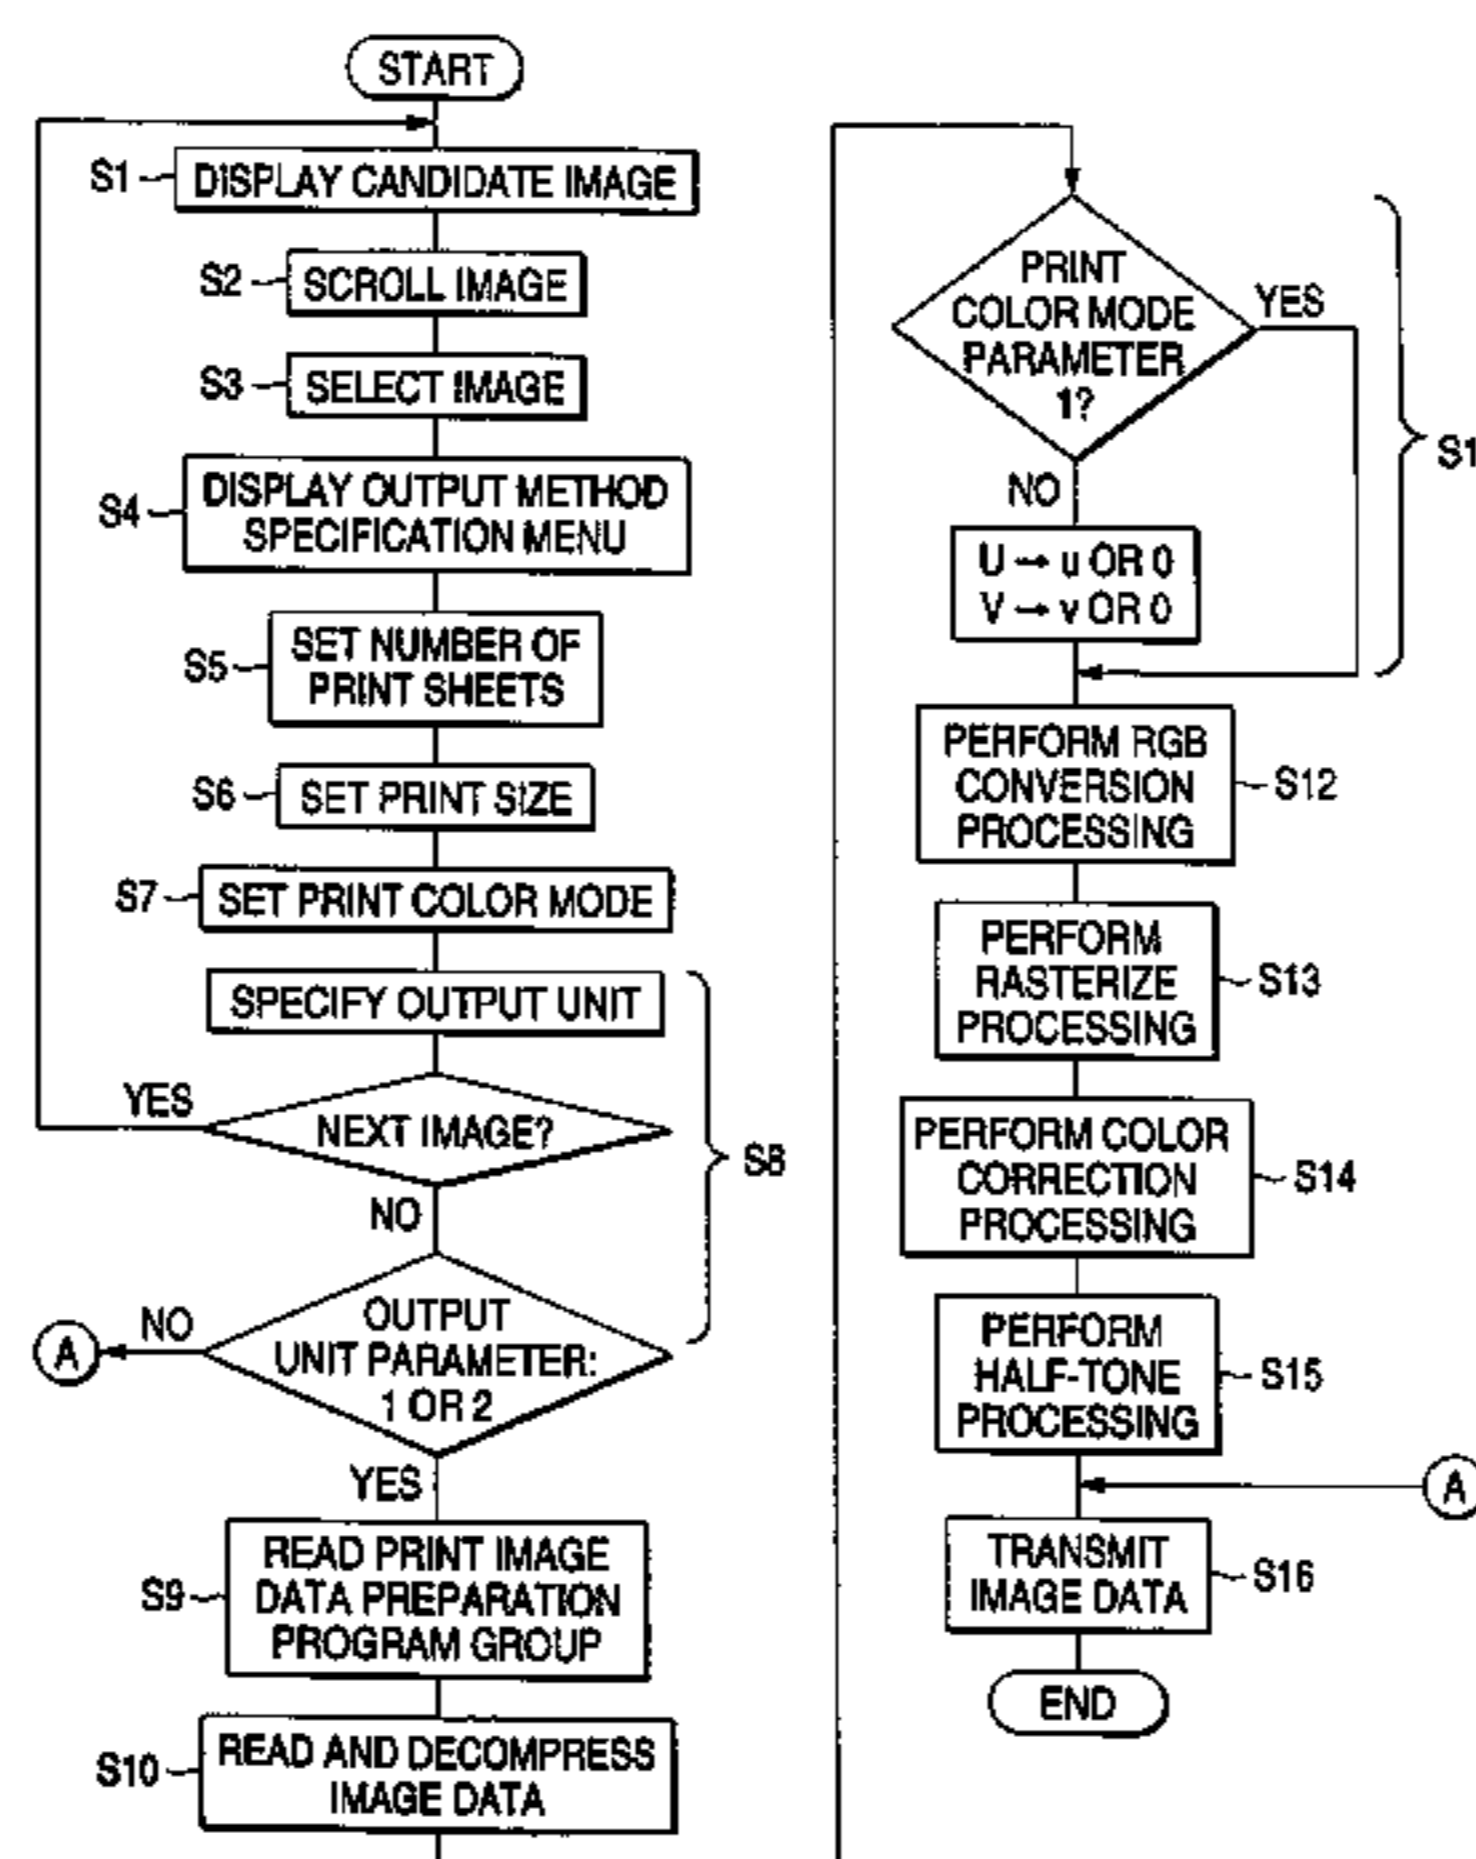 START
S1
DISPLAY CANDIDATE IMAGE
S2
SCROLL IMAGE
S3
SELECT IMAGE
S4
DISPLAY OUTPUT METHOD
SPECIFICATION MENU
S5
SET NUMBER OF
PRINT SHEETS
S6
SET PRINT SIZE
S7
SET PRINT COLOR MODE
SPECIFY OUTPUT UNIT
YES
NEXT IMAGE?
S8
NO
OUTPUT
UNIT PARAMETER:
1 OR 2
NO
A
YES
S9
READ PRINT IMAGE
DATA PREPARATION
PROGRAM GROUP
S10
READ AND DECOMPRESS
IMAGE DATA
PRINT
COLOR MODE
PARAMETER
1?
YES
S1
NO
U → u OR 0
V → v OR 0
PERFORM RGB
CONVERSION
PROCESSING
S12
PERFORM
RASTERIZE
PROCESSING
S13
PERFORM COLOR
CORRECTION
PROCESSING
S14
PERFORM
HALF-TONE
PROCESSING
S15
A
TRANSMIT
IMAGE DATA
S16
END